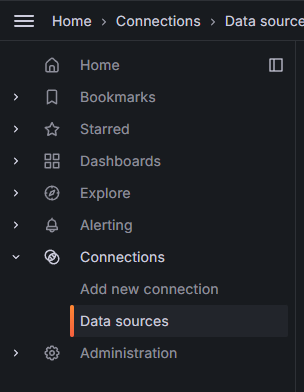 Home › Connections › Data source
Home
Bookmarks
Starred
Dashboards
Explore
Alerting
Connections
Add new connection
Data sources
Administration